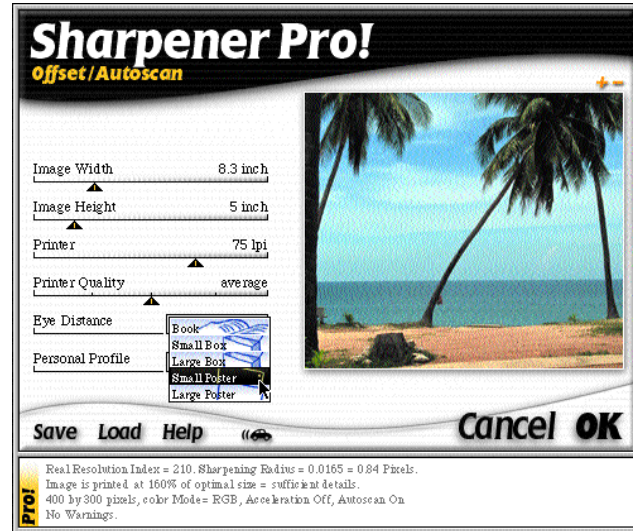 Sharpener Pro!
Offset/Autoscan
+ -
Image Width 8.3 inch
Image Height 5 inch
Printer 75 lpi
Printer Quality average
Eye Distance
Book
Small Box
Personal Profile
Large Box
Small Poster
Large Poster
Save Load Help Cancel OK
Pro!
Real Resolution Index = 210. Sharpening Radius = 0.0165 = 0.84 Pixels.
Image is printed at 160% of optimal size = sufficient details.
400 by 300 pixels, color Mode= RGB, Acceleration Off, Autoscan On
No Warnings.